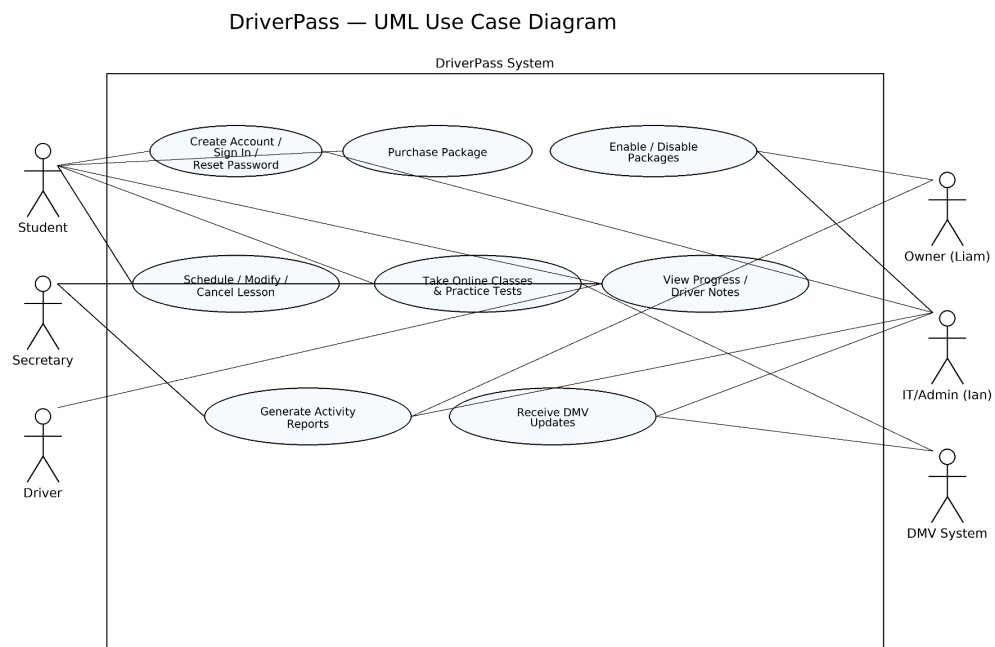 DriverPass — UML Use Case Diagram
DriverPass System
Create Account /
Sign In /
Reset Password
Purchase Package
Enable / Disable
Packages
Student
Owner (Liam)
Schedule / Modify /
Cancel Lesson
Take Online Classes
& Practice Tests
View Progress /
Driver Notes
Secretary
IT/Admin (Ian)
Generate Activity
Reports
Receive DMV
Updates
Driver
DMV System